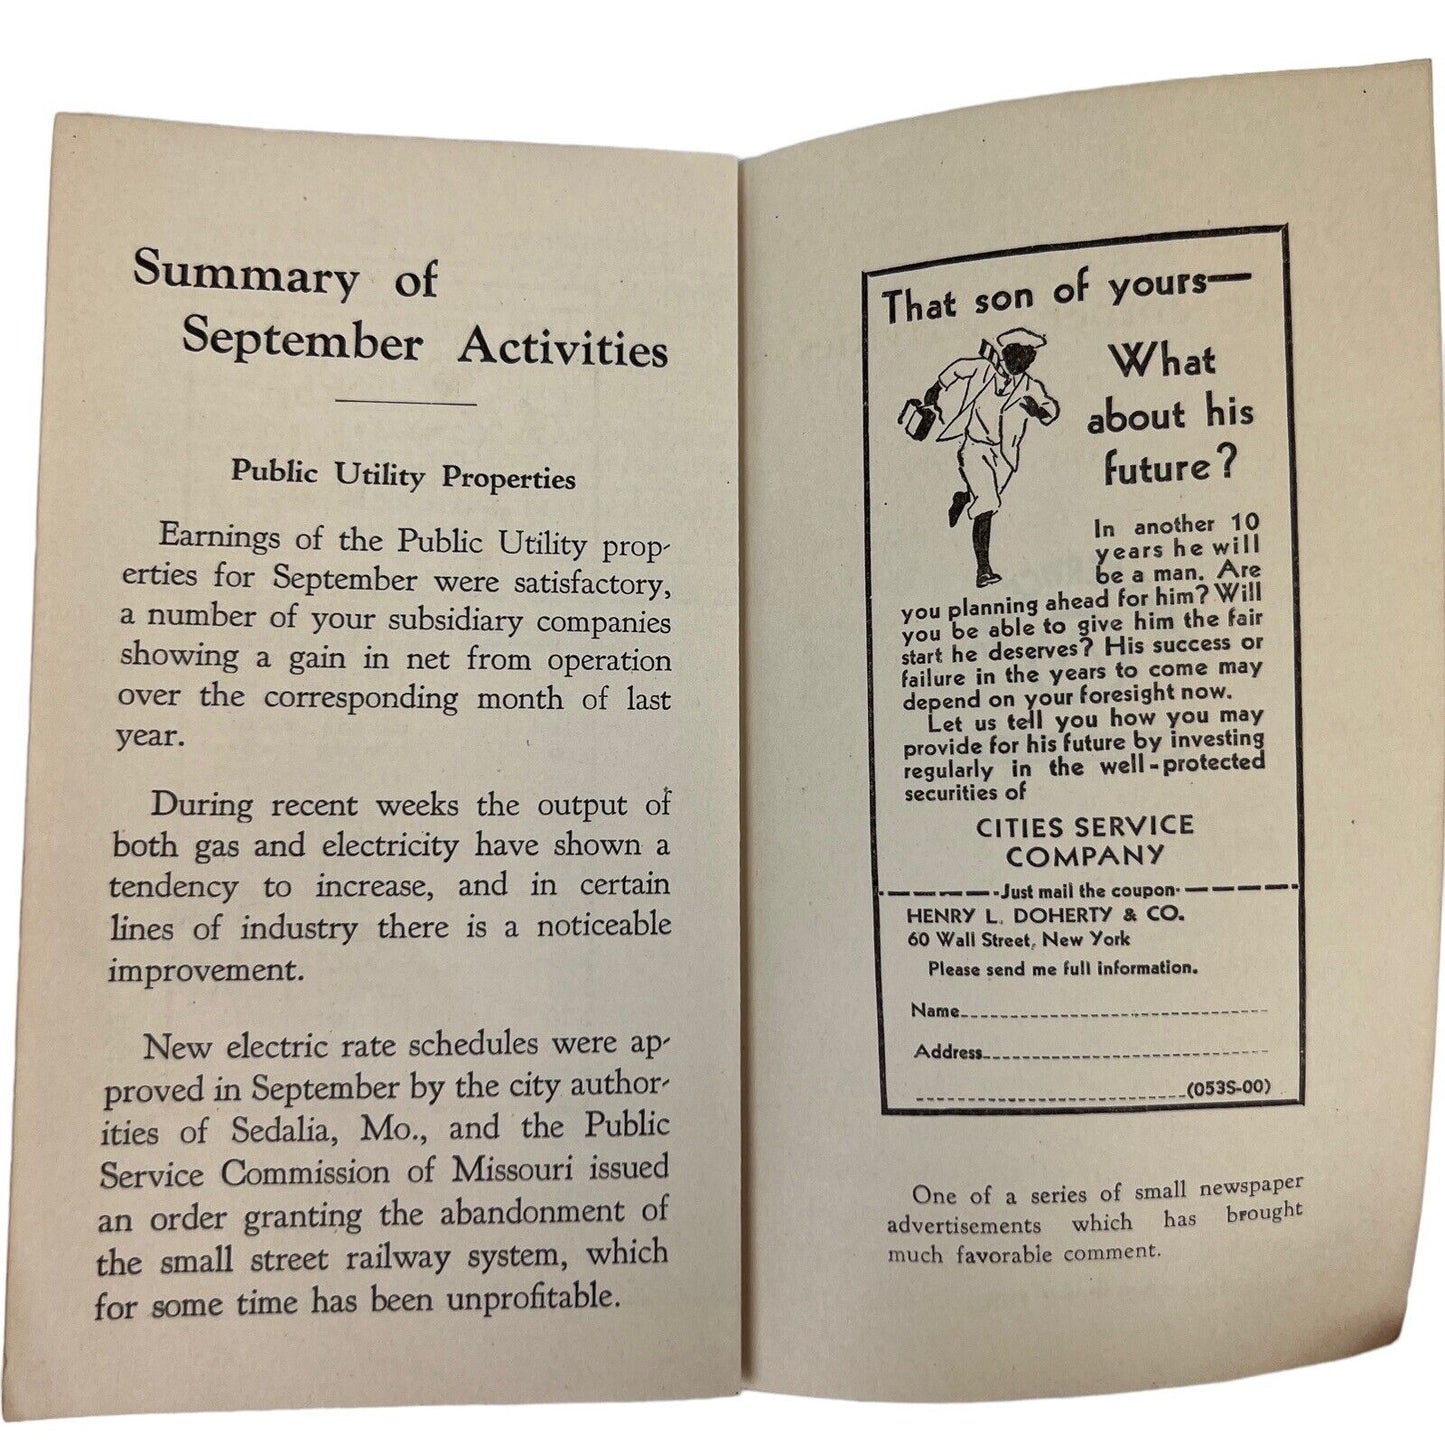 Summary of
September Activities
Public Utility Properties
Earnings of the Public Utility prop-
erties for September were satisfactory,
a number of your subsidiary companies
showing a gain in net from operation
over the corresponding month of last
year.
During recent weeks the output of
both gas and electricity have shown a
tendency to increase, and in certain
lines of industry there is a noticeable
improvement.
New electric rate schedules were ap-
proved in September by the city author-
ities of Sedalia, Mo., and the Public
Service Commission of Missouri issued
an order granting the abandonment of
the small street railway system, which
for some time has been unprofitable.
That son of yours—
What
about his
future?
In another 10
years he will
be a man. Are
you planning ahead for him? Will
you be able to give him the fair
start he deserves? His success or
failure in the years to come may
depend on your foresight now.
Let us tell you how you may
provide for his future by investing
regularly in the well-protected
securities of
CITIES SERVICE
COMPANY
Just mail the coupon
HENRY L. DOHERTY & CO.
60 Wall Street, New York
Please send me full information.
Name
Address
(053S-00)
One of a series of small newspaper
advertisements which has brought
much favorable comment.